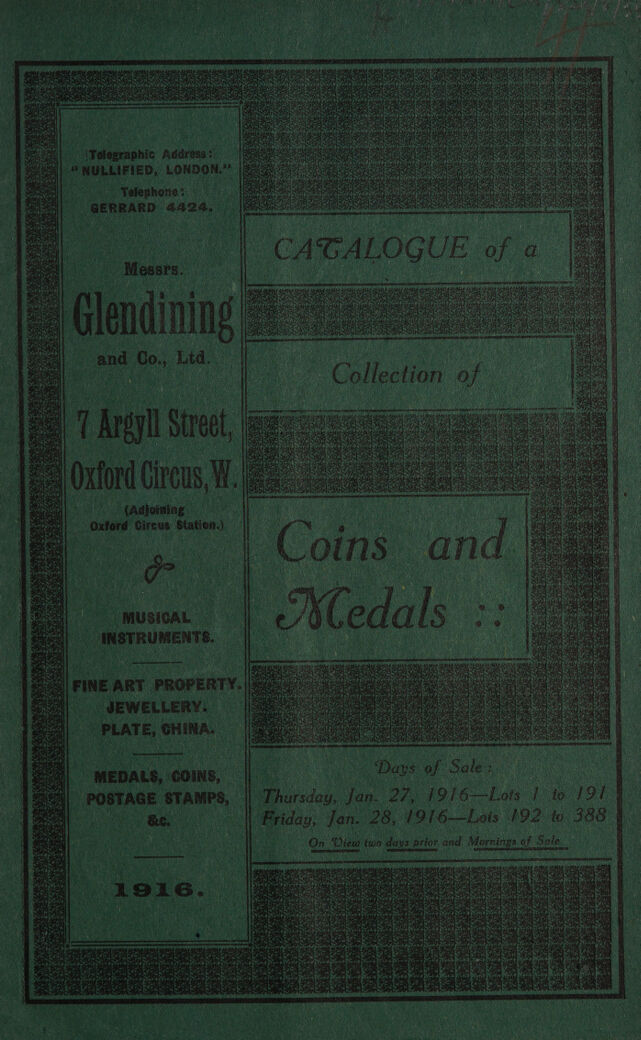 Telegraphic Address:
"NULLIFIED, LONDON."
Telephone:
GERRARD 4424.
Messrs.
Glendining
and Co., Ltd.
7 Argyll Street,
Oxford Circus, W.
(Adjoining
Oxford Circus Station.)
MUSICAL
INSTRUMENTS.
FINE ART PROPERTY.
JEWELLERY.
PLATE, CHINA.
MEDALS, COINS,
POSTAGE STAMPS,
&c.
1916.
CATALOGUE of a
Collection of
Coins and
Medals ::
Days of Sale:
Thursday, Jan. 27, 1916—Lots 1 to 191
Friday, Jan. 28, 1916—Lots 192 to 388
On View two days prior and Mornings of Sale.